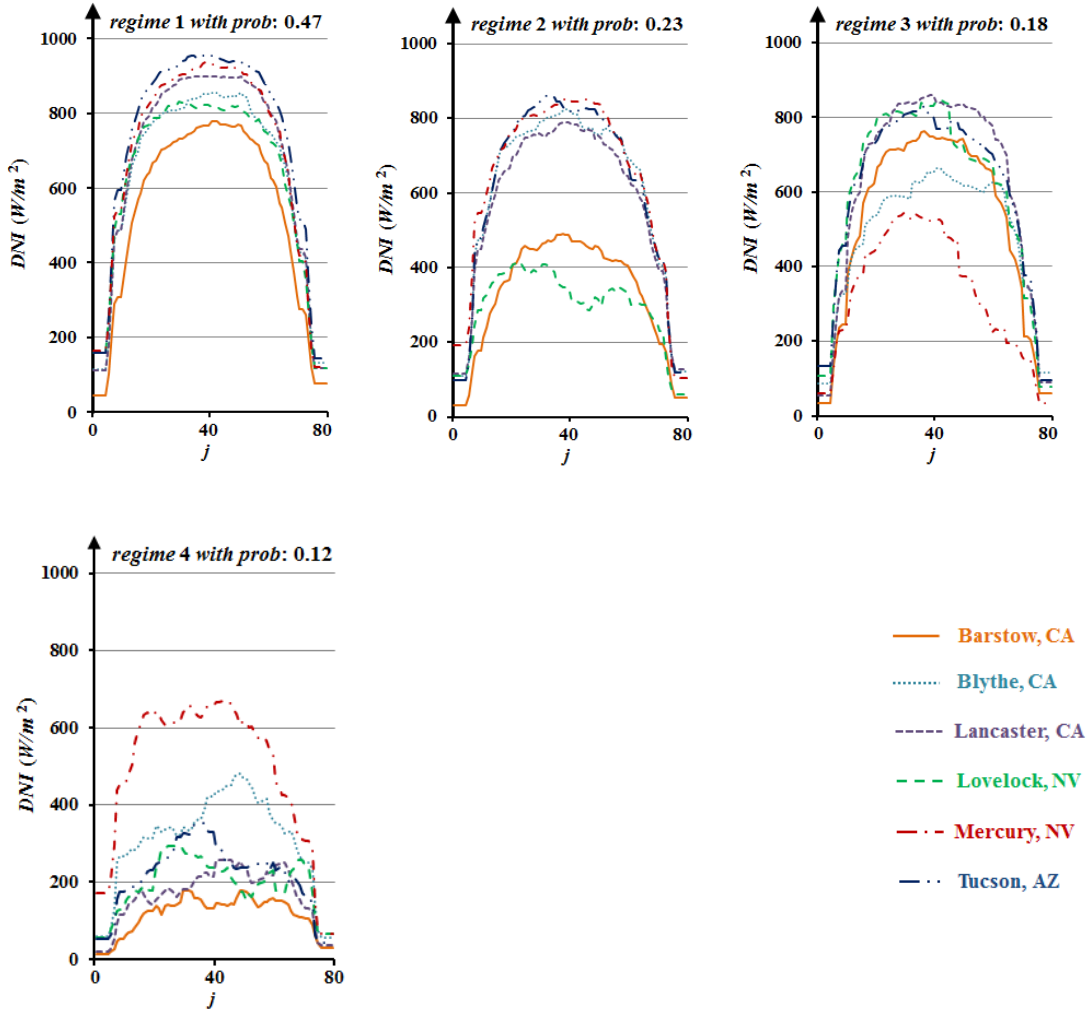 regime 1 with prob: 0.47
1000
800
600
400
200
0
DNI (W/m 2)
0 40 80
j
regime 2 with prob: 0.23
1000
800
600
400
200
0
DNI (W/m 2)
0 40 80
j
regime 3 with prob: 0.18
1000
800
600
400
200
0
DNI (W/m 2)
0 40 80
j
regime 4 with prob: 0.12
1000
800
600
400
200
0
DNI (W/m 2)
0 40 80
j
Barstow, CA
Blythe, CA
Lancaster, CA
Lovelock, NV
Mercury, NV
Tucson, AZ